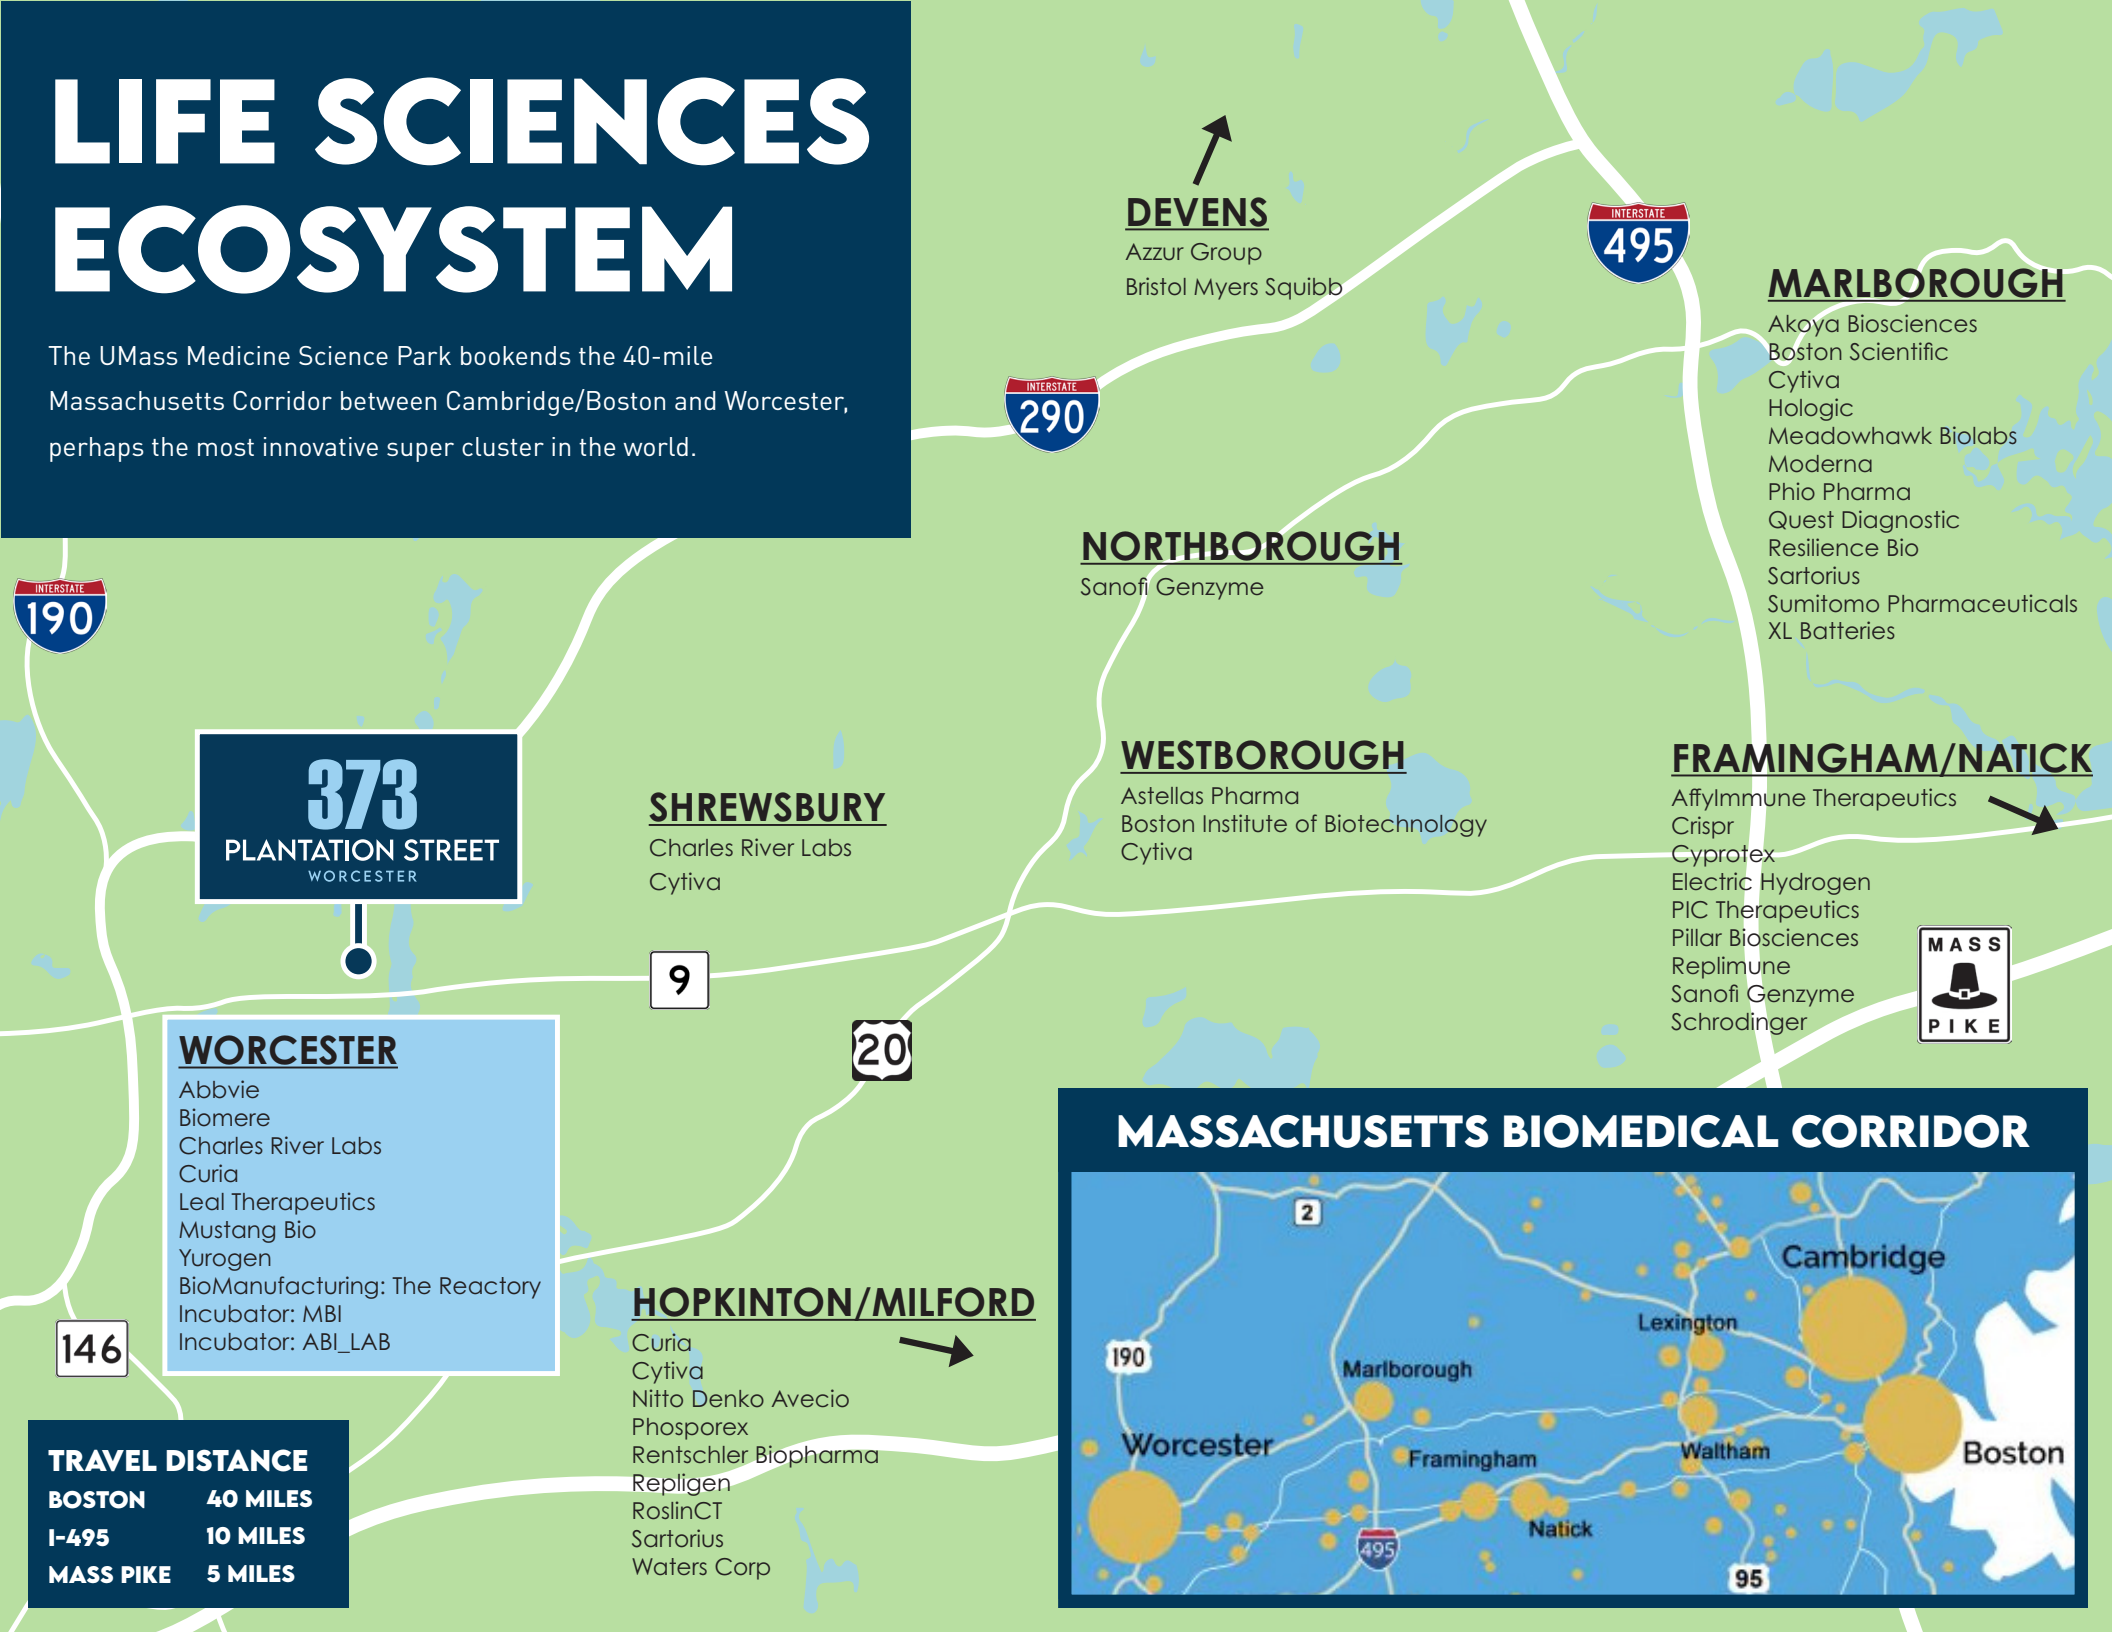 LIFE SCIENCES
ECOSYSTEM
The UMass Medicine Science Park bookends the 40-mile
Massachusetts Corridor between Cambridge/Boston and Worcester,
perhaps the most innovative super cluster in the world.
DEVENS
Azzur Group
Bristol Myers Squibb
INTERSTATE
495
MARLBOROUGH
Akoya Biosciences
Boston Scientific
Cytiva
Hologic
Meadowhawk Biolabs
Moderna
Phio Pharma
Quest Diagnostic
Resilience Bio
Sartorius
Sumitomo Pharmaceuticals
XL Batteries
INTERSTATE
290
NORTHBOROUGH
Sanofi Genzyme
INTERSTATE
190
373
PLANTATION STREET
WORCESTER
SHREWSBURY
Charles River Labs
Cytiva
WESTBOROUGH
Astellas Pharma
Boston Institute of Biotechnology
Cytiva
FRAMINGHAM/NATICK
AffyImmune Therapeutics
Crispr
Cyprotex
Electric Hydrogen
PIC Therapeutics
Pillar Biosciences
Replimune
Sanofi Genzyme
Schrodinger
MASS
PIKE
9
20
WORCESTER
Abbvie
Biomere
Charles River Labs
Curia
Leal Therapeutics
Mustang Bio
Yurogen
BioManufacturing: The Reactory
Incubator: MBI
Incubator: ABI_LAB
146
HOPKINTON/MILFORD
Curia
Cytiva
Nitto Denko Avecio
Phosporex
Rentschler Biopharma
Repligen
RoslinCT
Sartorius
Waters Corp
TRAVEL DISTANCE
BOSTON 40 MILES
I-495 10 MILES
MASS PIKE 5 MILES
MASSACHUSETTS BIOMEDICAL CORRIDOR
2
Cambridge
Lexington
190
Marlborough
Worcester
Framingham
Waltham
Boston
Natick
495
95